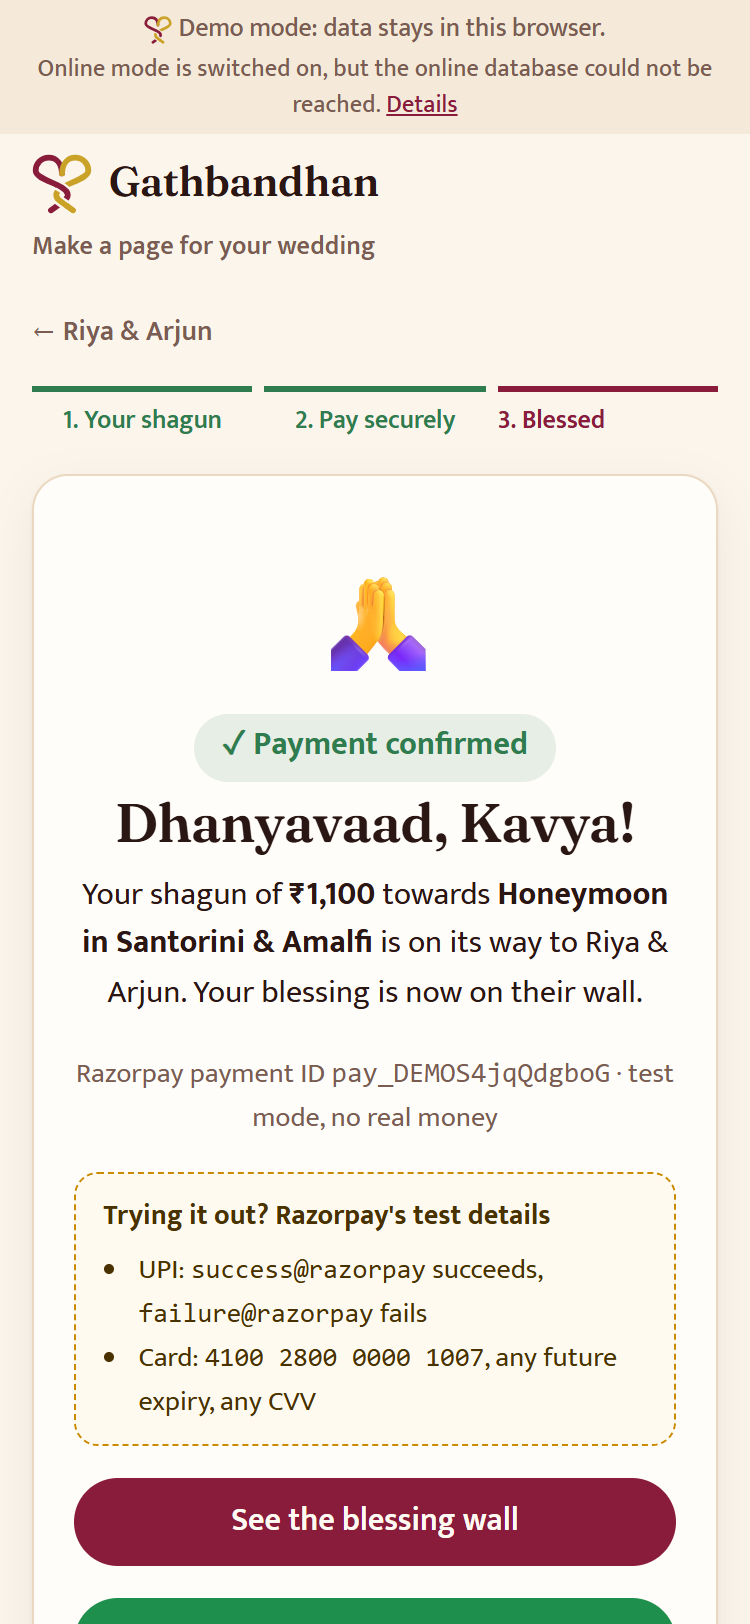 Demo mode: data stays in this browser.
Online mode is switched on, but the online database could not be
reached. Details
Gathbandhan
Make a page for your wedding
← Riya & Arjun
1. Your shagun
2. Pay securely
3. Blessed
✓ Payment confirmed
Dhanyavaad, Kavya!
Your shagun of ₹1,100 towards Honeymoon
in Santorini & Amalfi is on its way to Riya &
Arjun. Your blessing is now on their wall.
Razorpay payment ID pay_DEMOS4jqQdgboG · test
mode, no real money
Trying it out? Razorpay's test details
• UPI: success@razorpay succeeds,
failure@razorpay fails
• Card: 4100 2800 0000 1007, any future
expiry, any CVV
See the blessing wall